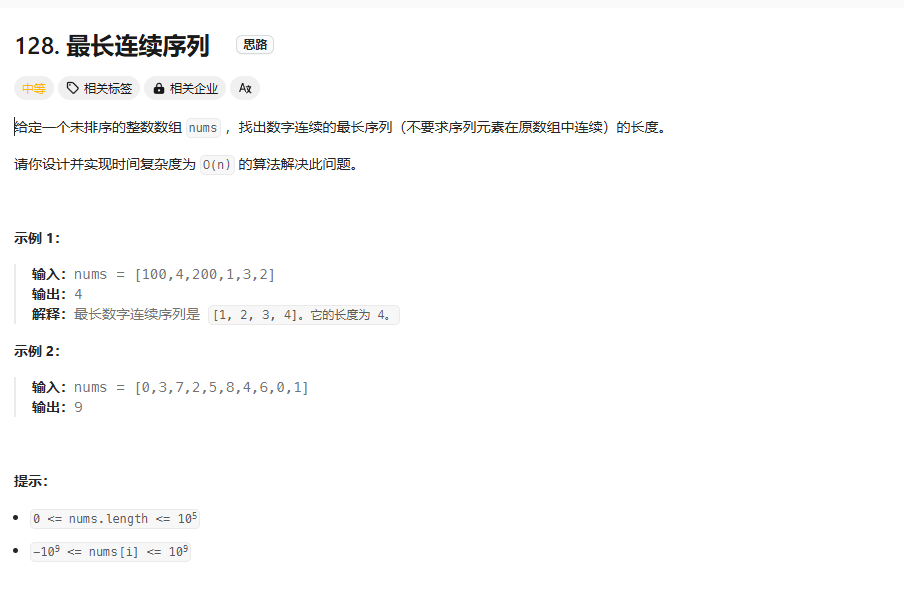 128. 最长连续序列 思路
中等 相关标签 相关企业 Aあ
给定一个未排序的整数数组 nums ，找出数字连续的最长序列（不要求序列元素在原数组中连续）的长度。
请你设计并实现时间复杂度为 O(n) 的算法解决此问题。
示例 1：
输入：nums = [100,4,200,1,3,2]
输出：4
解释：最长数字连续序列是 [1, 2, 3, 4]。它的长度为 4。
示例 2：
输入：nums = [0,3,7,2,5,8,4,6,0,1]
输出：9
提示：
0 <= nums.length <= 10⁵
-10⁹ <= nums[i] <= 10⁹